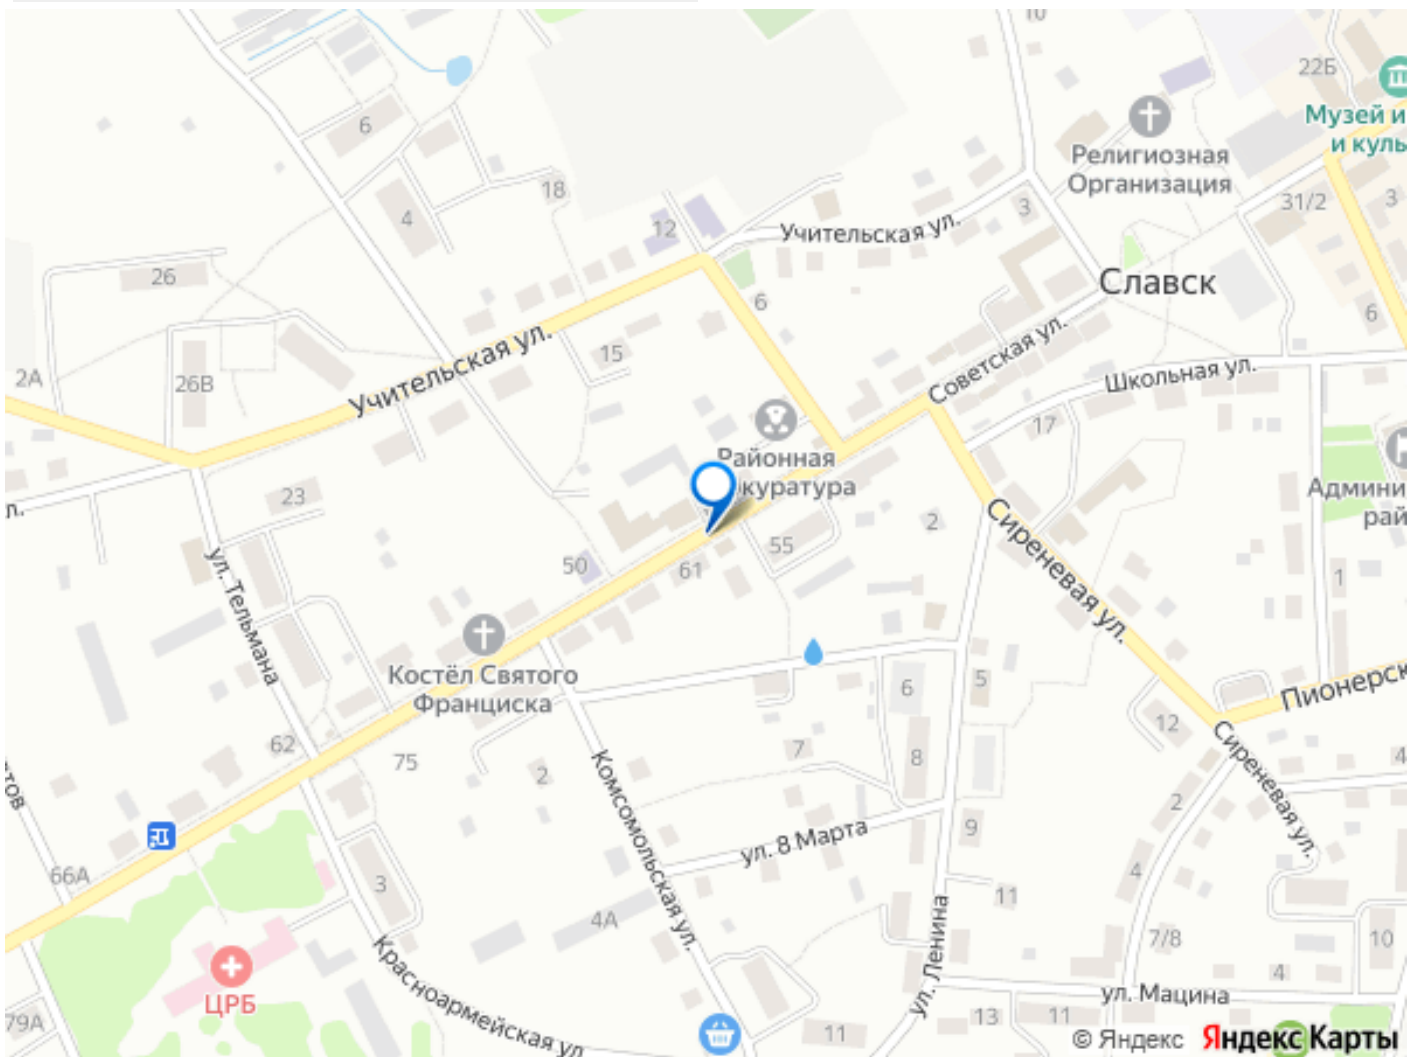 10
22Б
Музей и
и куль
6
Религиозная
Организация
18
4
12
3
31/2
3
Учительская ул.
26
Славск
6
6
Учительская ул.
15
Советская ул.
2А
26В
Школьная ул.
17
Районная
куратура
23
Админи
рай
л.
2
Сиреневая ул.
55
50
61
ул. Тельмана
1
Костёл Святого
Франциска
5
6
Пионерск
12
62
75
7
8
2
Комсомольская ул.
Сиреневая ул.
4
тов
2
9
ул. 8 Марта
66А
3
4
11
4А
ул. Ленина
7/8
10
Красноармейская ул.
ЦРБ
4
ул. Мацина
79А
11
13
11
© Яндекс Яндекс Карты